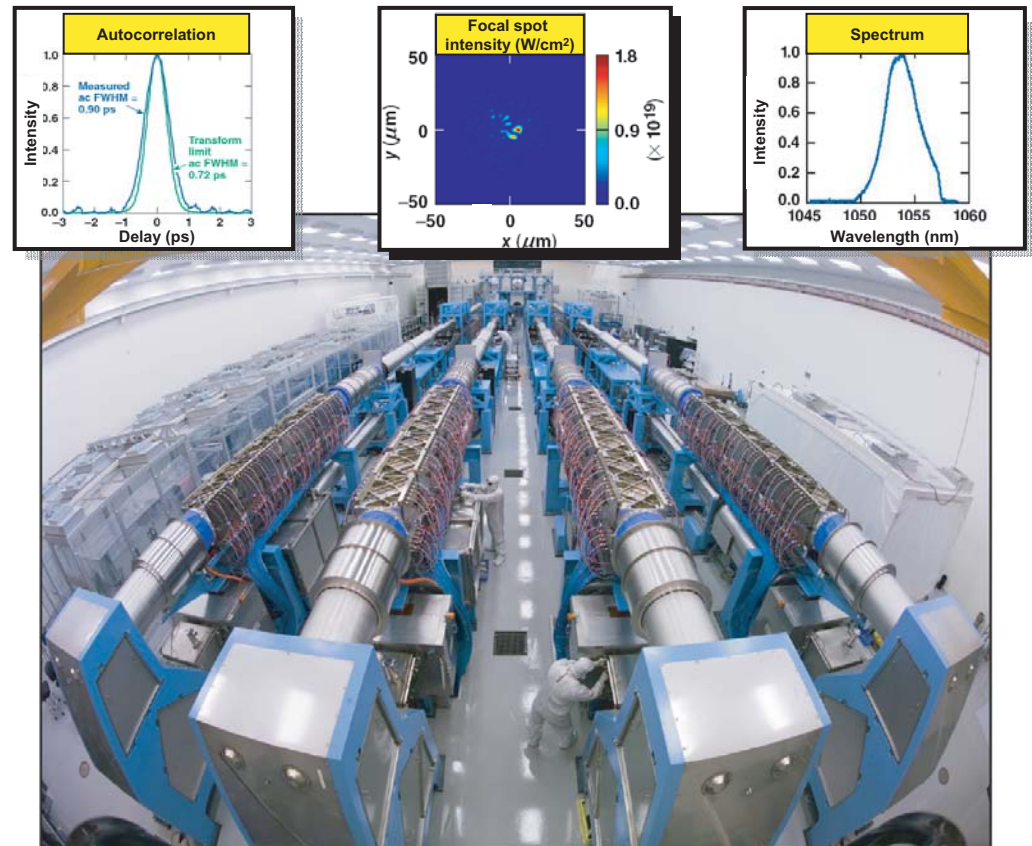 Autocorrelation
1.0
0.8
0.6
0.4
0.2
0.0
Intensity
Measured
ac FWHM =
0.90 ps
Transform
limit
ac FWHM =
0.72 ps
−3 −2 −1 0 1 2 3
Delay (ps)
Focal spot
intensity (W/cm²)
50
0
−50
y (μm)
−50 0 50
x (μm)
1.8
0.9
0.0
(× 10¹⁹)
Spectrum
1.0
0.8
0.6
0.4
0.2
0.0
Intensity
1045 1050 1055 1060
Wavelength (nm)